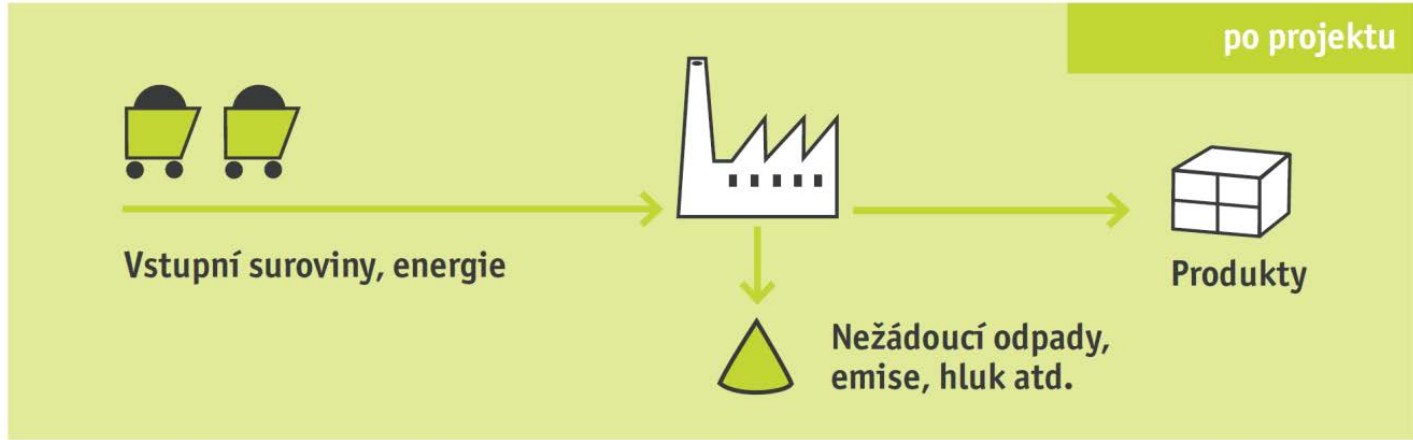 po projektu
Vstupní suroviny, energie
Produkty
Nežádoucí odpady,
emise, hluk atd.